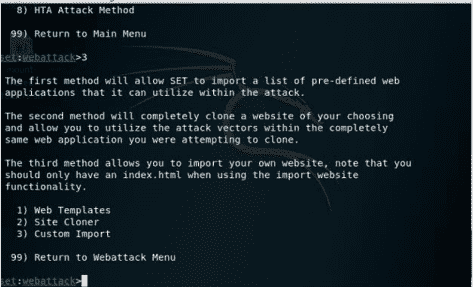 8) HTA Attack Method
99) Return to Main Menu
set:webattack>3
The first method will allow SET to import a list of pre-defined web
applications that it can utilize within the attack.
The second method will completely clone a website of your choosing
and allow you to utilize the attack vectors within the completely
same web application you were attempting to clone.
The third method allows you to import your own website, note that you
should only have an index.html when using the import website
functionality.
1) Web Templates
2) Site Cloner
3) Custom Import
99) Return to Webattack Menu
set:webattack>